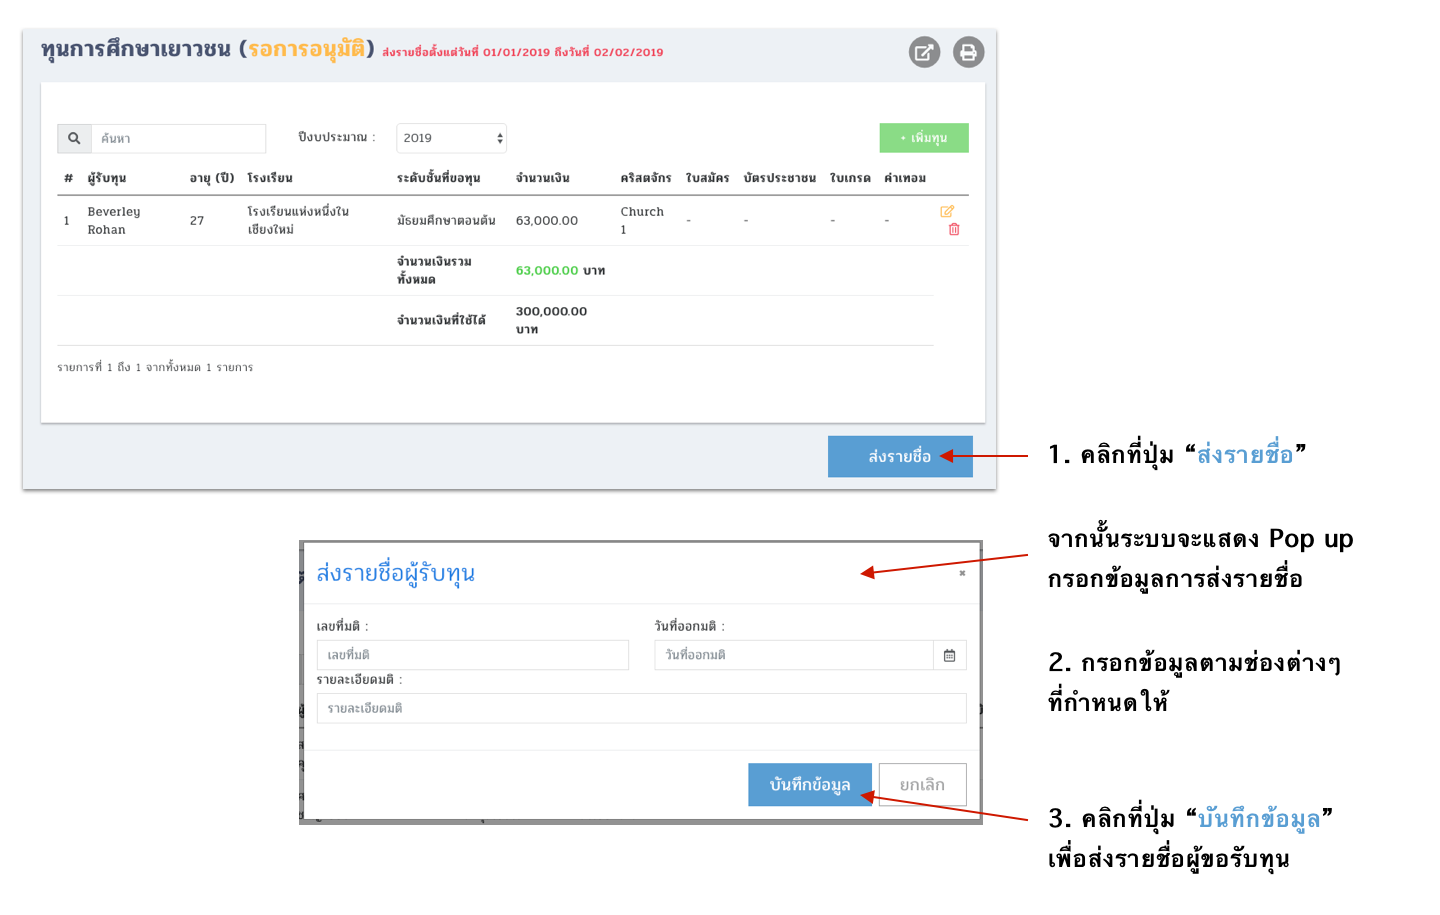 ทุนการศึกษาเยาวชน (รอการอนุมัติ) ส่งรายชื่อตั้งแต่วันที่ 01/01/2019 ถึงวันที่ 02/02/2019
ค้นหา ปีงบประมาณ : 2019 + เพิ่มทุน
# ผู้รับทุน อายุ (ปี) โรงเรียน ระดับชั้นที่ขอทุน จำนวนเงิน คริสตจักร ใบสมัคร บัตรประชาชน ใบเกรด ค่าเทอม
1 Beverley Rohan 27 โรงเรียนแห่งหนึ่งในเชียงใหม่ มัธยมศึกษาตอนต้น 63,000.00 Church 1 - - - -
จำนวนเงินรวมทั้งหมด 63,000.00 บาท
จำนวนเงินที่ใช้ได้ 300,000.00 บาท
รายการที่ 1 ถึง 1 จากทั้งหมด 1 รายการ
ส่งรายชื่อ
1. คลิกที่ปุ่ม “ส่งรายชื่อ”
จากนั้นระบบจะแสดง Pop up
กรอกข้อมูลการส่งรายชื่อ
ส่งรายชื่อผู้รับทุน ×
เลขที่มติ : วันที่ออกมติ :
เลขที่มติ วันที่ออกมติ
รายละเอียดมติ :
รายละเอียดมติ
บันทึกข้อมูล ยกเลิก
2. กรอกข้อมูลตามช่องต่างๆ
ที่กำหนดให้
3. คลิกที่ปุ่ม “บันทึกข้อมูล”
เพื่อส่งรายชื่อผู้ขอรับทุน